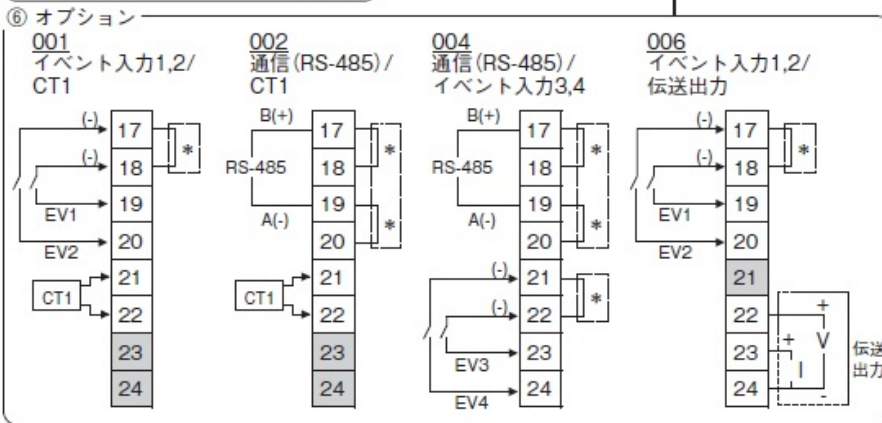 ⑥ オプション
001
イベント入力1,2/
CT1
(-)
(-)
EV1
EV2
CT1
17
18
19
20
21
22
23
24
*
002
通信(RS-485)/
CT1
B(+)
RS-485
A(-)
CT1
17
18
19
20
21
22
23
24
*
*
004
通信(RS-485)/
イベント入力3,4
B(+)
RS-485
A(-)
(-)
(-)
EV3
EV4
17
18
19
20
21
22
23
24
*
*
*
006
イベント入力1,2/
伝送出力
(-)
(-)
EV1
EV2
17
18
19
20
21
22
23
24
*
+
+
V
I
-
伝送
出力